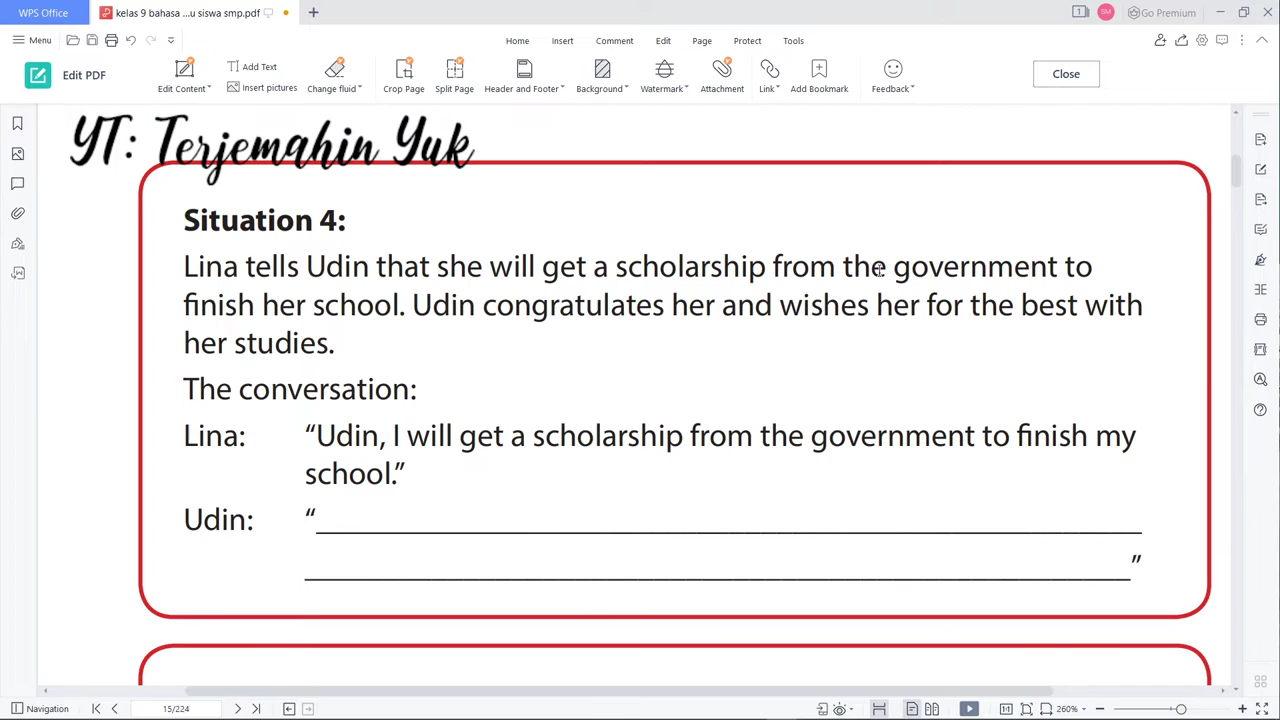 WPS Office
kelas 9 bahasa ...u siswa smp.pdf
SM
Go Premium
Menu
Home Insert Comment Edit Page Protect Tools
Edit PDF
Edit Content
Add Text
Insert pictures
Change fluid
Crop Page
Split Page
Header and Footer
Background
Watermark
Attachment
Link
Add Bookmark
Feedback
Close
YT: Terjemahin Yuk
Situation 4:
Lina tells Udin that she will get a scholarship from the government to
finish her school. Udin congratulates her and wishes her for the best with
her studies.
The conversation:
Lina: “Udin, I will get a scholarship from the government to finish my
school.”
Udin: “______________________________
______________________________”
Navigation
15/224
260%